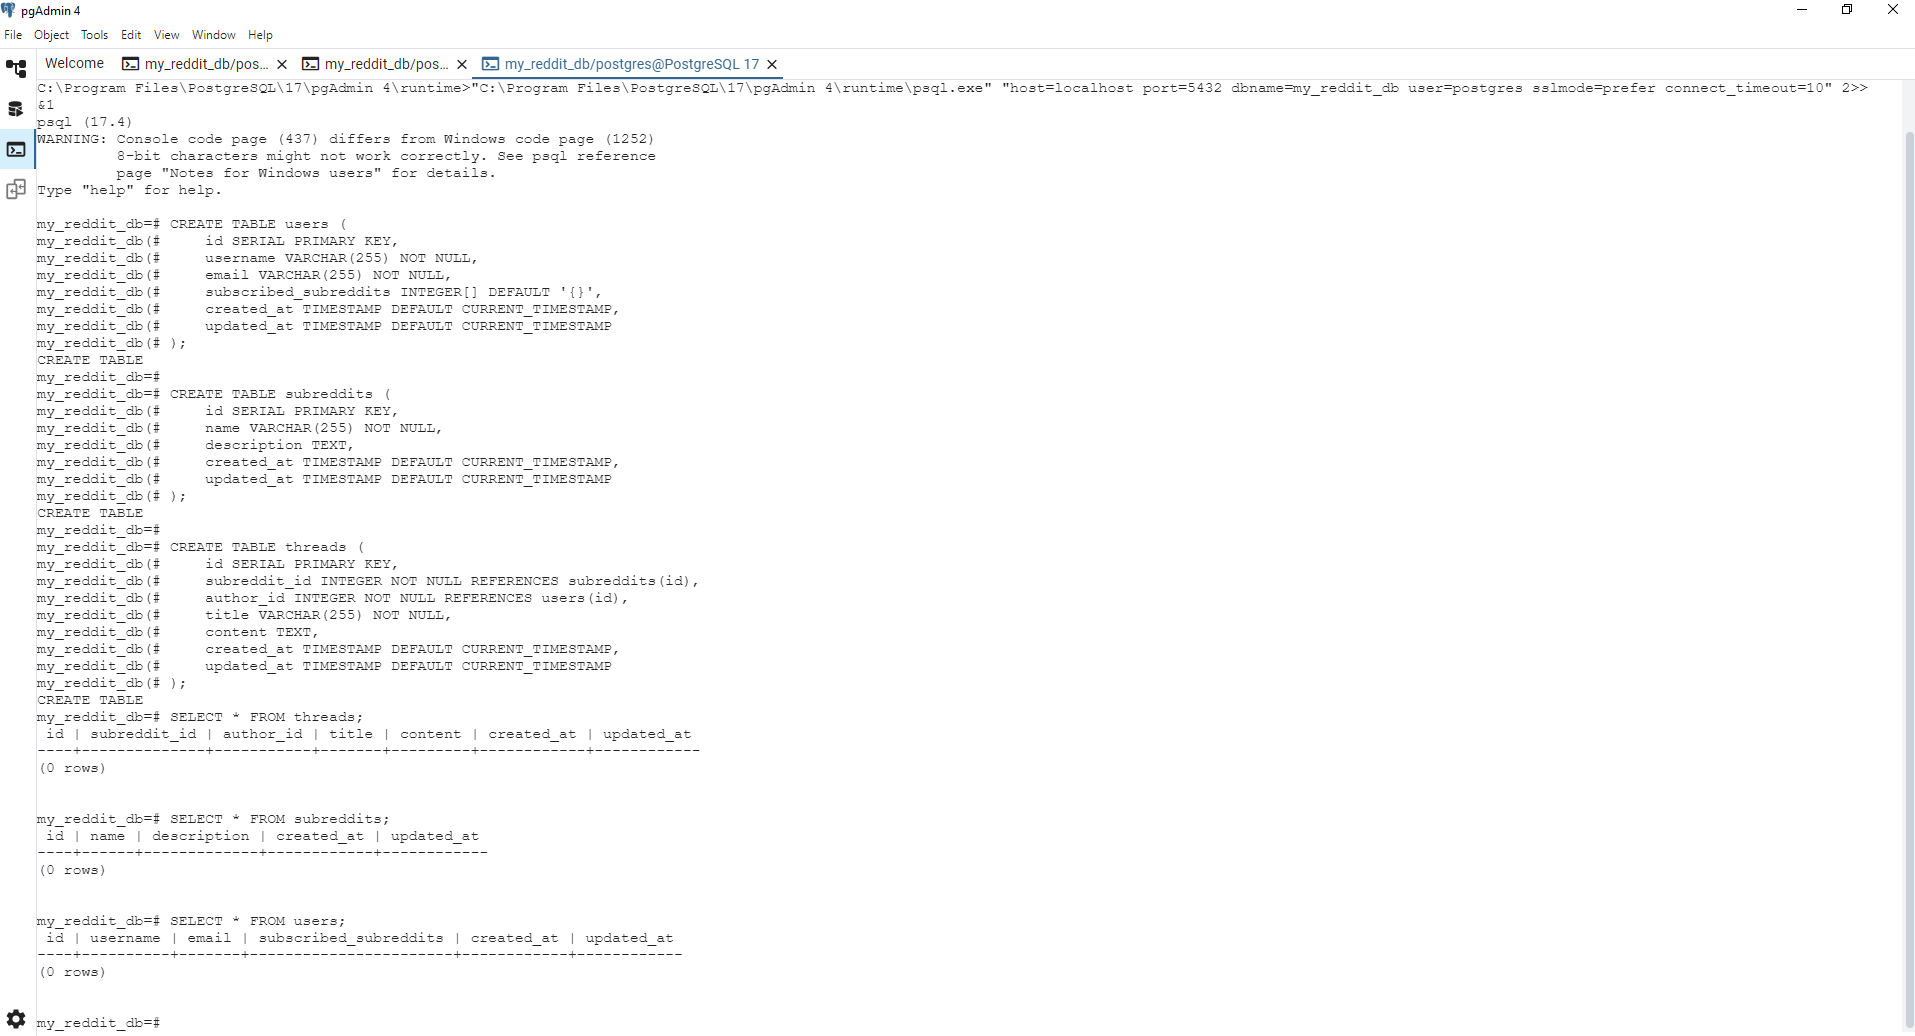 pgAdmin 4
File Object Tools Edit View Window Help
Welcome my_reddit_db/pos... my_reddit_db/pos... my_reddit_db/postgres@PostgreSQL 17
C:\Program Files\PostgreSQL\17\pgAdmin 4\runtime>"C:\Program Files\PostgreSQL\17\pgAdmin 4\runtime\psql.exe" "host=localhost port=5432 dbname=my_reddit_db user=postgres sslmode=prefer connect_timeout=10" 2>>
&1
psql (17.4)
WARNING: Console code page (437) differs from Windows code page (1252)
         8-bit characters might not work correctly. See psql reference
         page "Notes for Windows users" for details.
Type "help" for help.

my_reddit_db=# CREATE TABLE users (
my_reddit_db(#     id SERIAL PRIMARY KEY,
my_reddit_db(#     username VARCHAR(255) NOT NULL,
my_reddit_db(#     email VARCHAR(255) NOT NULL,
my_reddit_db(#     subscribed_subreddits INTEGER[] DEFAULT '{}',
my_reddit_db(#     created_at TIMESTAMP DEFAULT CURRENT_TIMESTAMP,
my_reddit_db(#     updated_at TIMESTAMP DEFAULT CURRENT_TIMESTAMP
my_reddit_db(# );
CREATE TABLE
my_reddit_db=#
my_reddit_db=# CREATE TABLE subreddits (
my_reddit_db(#     id SERIAL PRIMARY KEY,
my_reddit_db(#     name VARCHAR(255) NOT NULL,
my_reddit_db(#     description TEXT,
my_reddit_db(#     created_at TIMESTAMP DEFAULT CURRENT_TIMESTAMP,
my_reddit_db(#     updated_at TIMESTAMP DEFAULT CURRENT_TIMESTAMP
my_reddit_db(# );
CREATE TABLE
my_reddit_db=#
my_reddit_db=# CREATE TABLE threads (
my_reddit_db(#     id SERIAL PRIMARY KEY,
my_reddit_db(#     subreddit_id INTEGER NOT NULL REFERENCES subreddits(id),
my_reddit_db(#     author_id INTEGER NOT NULL REFERENCES users(id),
my_reddit_db(#     title VARCHAR(255) NOT NULL,
my_reddit_db(#     content TEXT,
my_reddit_db(#     created_at TIMESTAMP DEFAULT CURRENT_TIMESTAMP,
my_reddit_db(#     updated_at TIMESTAMP DEFAULT CURRENT_TIMESTAMP
my_reddit_db(# );
CREATE TABLE
my_reddit_db=# SELECT * FROM threads;
 id | subreddit_id | author_id | title | content | created_at | updated_at
----+--------------+-----------+-------+---------+------------+------------
(0 rows)

my_reddit_db=# SELECT * FROM subreddits;
 id | name | description | created_at | updated_at
----+------+-------------+------------+------------
(0 rows)

my_reddit_db=# SELECT * FROM users;
 id | username | email | subscribed_subreddits | created_at | updated_at
----+----------+-------+-----------------------+------------+------------
(0 rows)

my_reddit_db=#